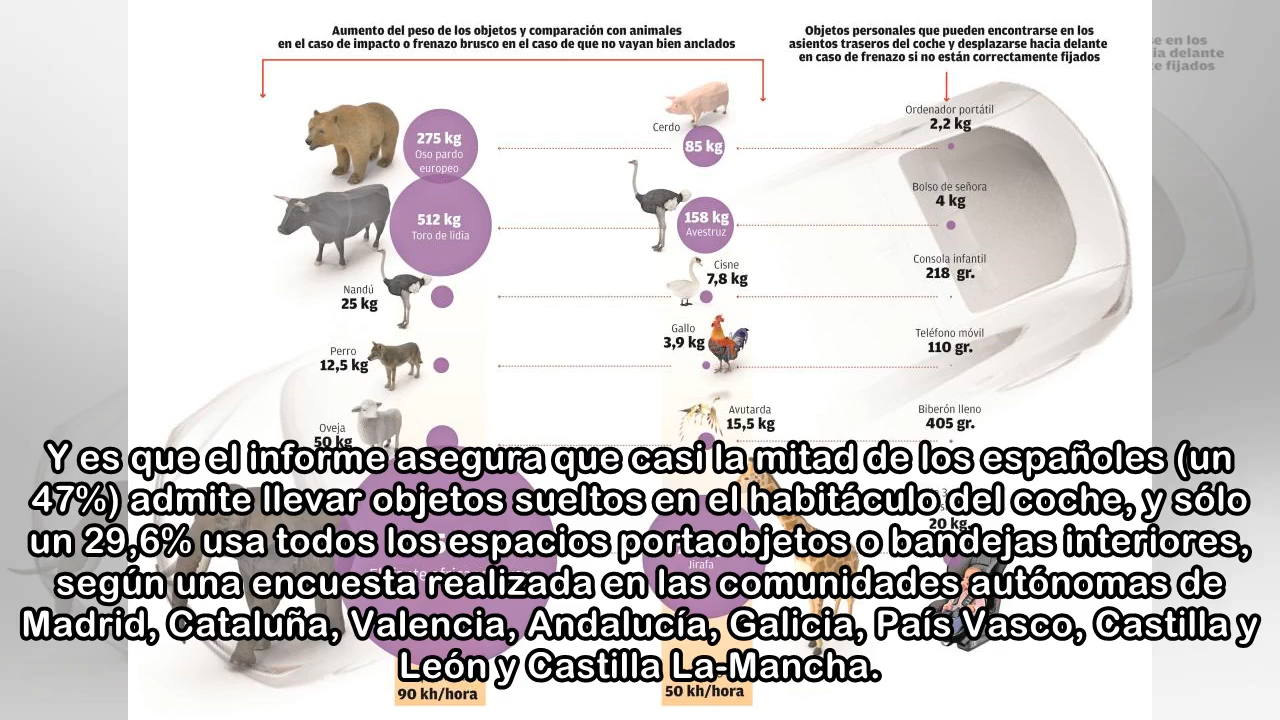 Aumento del peso de los objetos y comparación con animales
en el caso de impacto o frenazo brusco en el caso de que no vayan bien anclados
Objetos personales que pueden encontrarse en los
asientos traseros del coche y desplazarse hacia delante
en caso de frenazo si no están correctamente fijados
se en los
ia delante
te fijados
275 kg
Oso pardo
europeo
Cerdo
85 kg
Ordenador portátil
2,2 kg
512 kg
Toro de lidia
158 kg
Avestruz
Bolso de señora
4 kg
Nandú
25 kg
Cisne
7,8 kg
Consola infantil
218 gr.
Perro
12,5 kg
Gallo
3,9 kg
Teléfono móvil
110 gr.
Oveja
50 kg
Avutarda
15,5 kg
Biberón lleno
405 gr.
20 kg
Jirafa
Y es que el informe asegura que casi la mitad de los españoles (un
47%) admite llevar objetos sueltos en el habitáculo del coche, y sólo
un 29,6% usa todos los espacios portaobjetos o bandejas interiores,
según una encuesta realizada en las comunidades autónomas de
Madrid, Cataluña, Valencia, Andalucía, Galicia, País Vasco, Castilla y
León y Castilla La-Mancha.
90 kh/hora
50 kh/hora